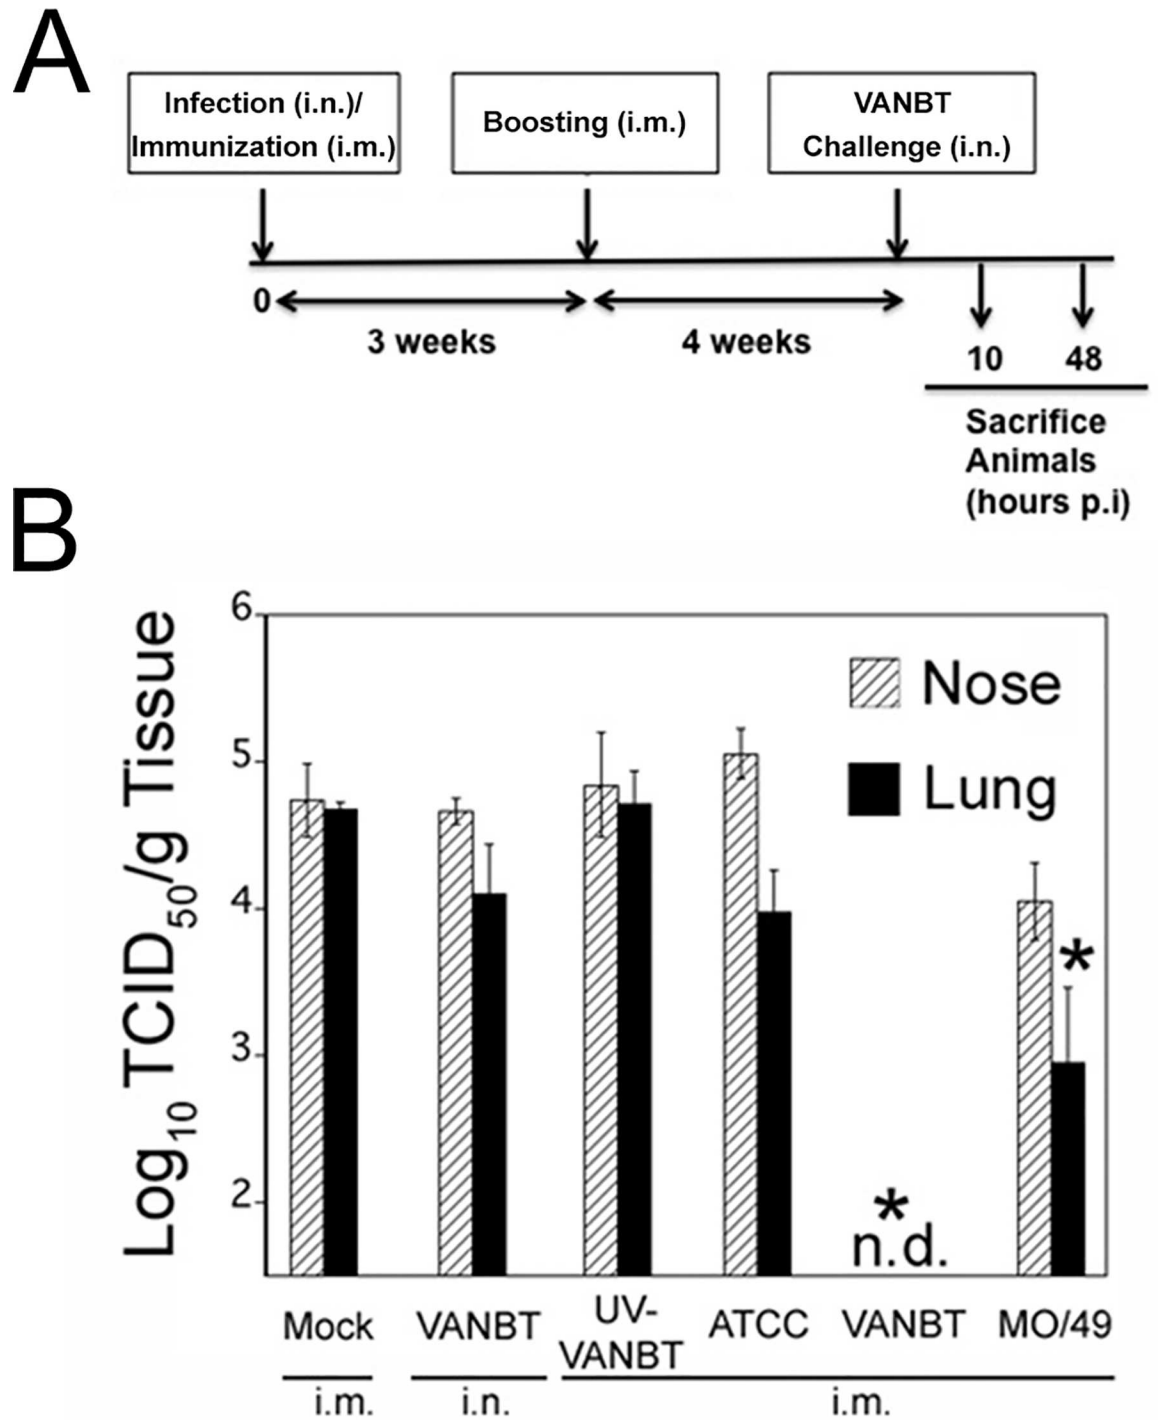 A
Infection (i.n.)/
Immunization (i.m.)
Boosting (i.m.)
VANBT
Challenge (i.n.)
0
3 weeks
4 weeks
10
48
Sacrifice
Animals
(hours p.i)
B
Log10 TCID50/g Tissue
6
5
4
3
2
Nose
Lung
*
*
n.d.
Mock
VANBT
UV-
VANBT
ATCC
VANBT
MO/49
i.m.
i.n.
i.m.